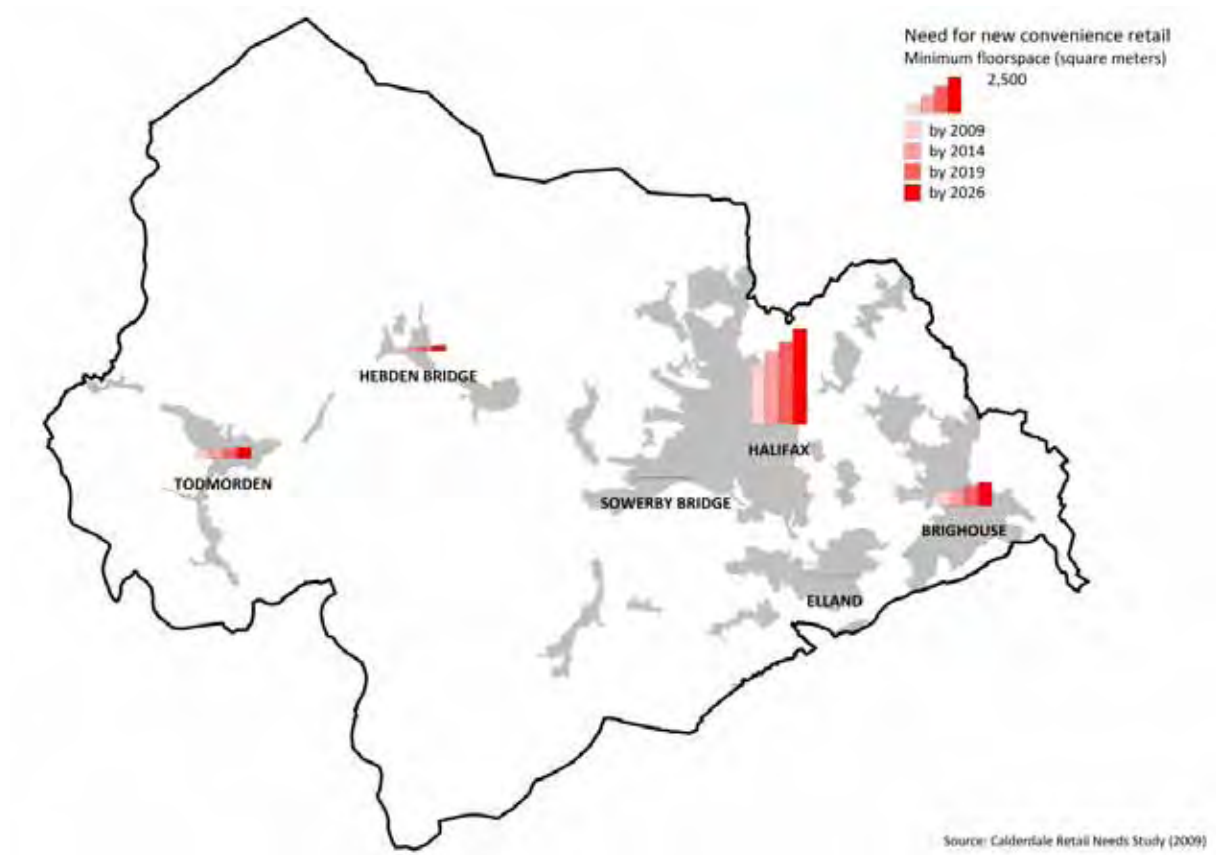 Need for new convenience retail
Minimum floorspace (square meters)
2,500
by 2009
by 2014
by 2019
by 2026
HEBDEN BRIDGE
HALIFAX
TODMORDEN
SOWERBY BRIDGE
BRIGHOUSE
ELLAND
Source: Calderdale Retail Needs Study (2009)